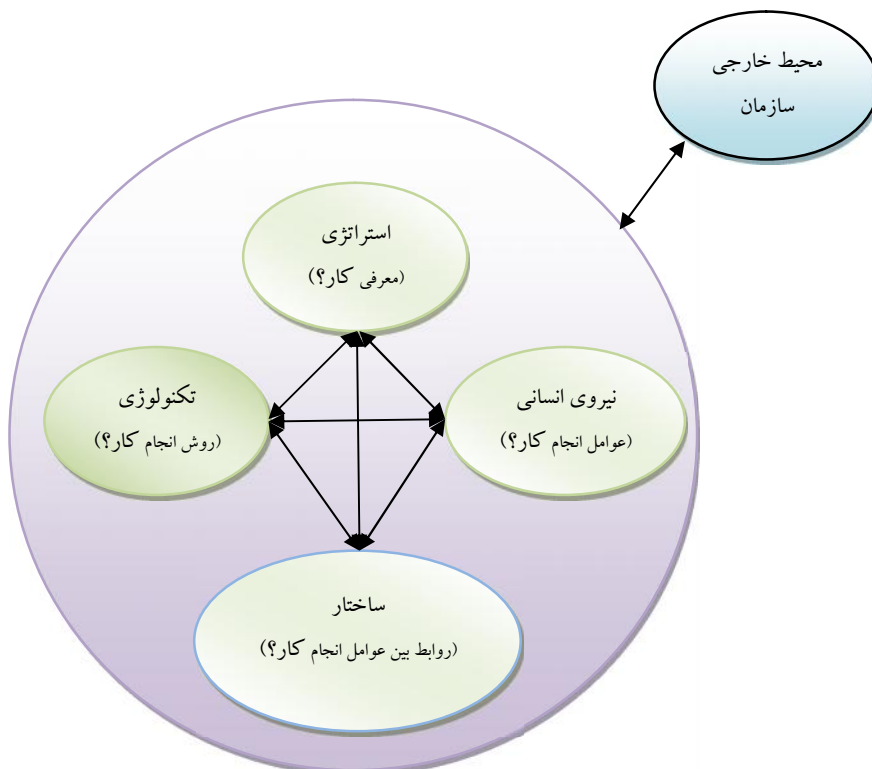 محیط خارجی
سازمان
استراتژی
(معرفی کار؟)
نیروی انسانی
(عوامل انجام کار؟)
تکنولوژی
(روش انجام کار؟)
ساختار
(روابط بین عوامل انجام کار؟)